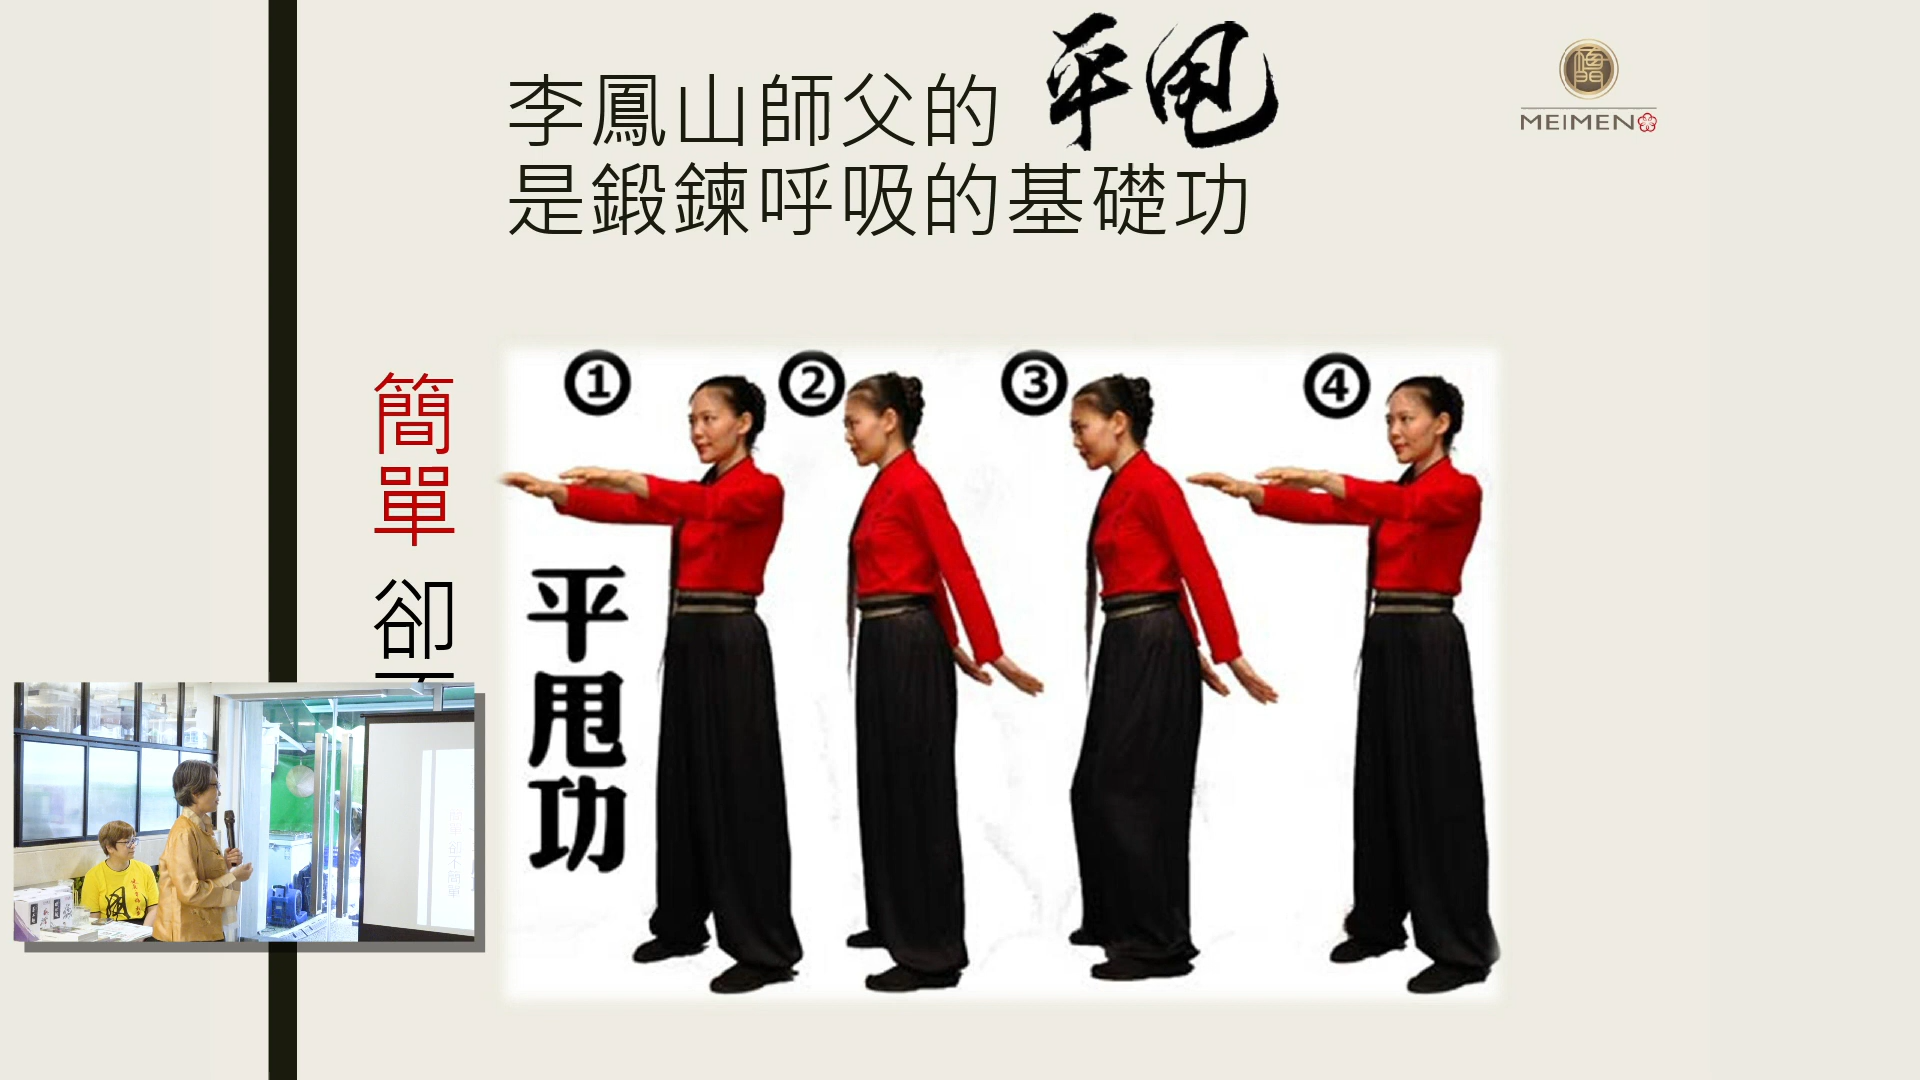 李鳳山師父的 平甩
是鍛鍊呼吸的基礎功
MEIMEN
簡單 卻
① ② ③ ④
平甩功